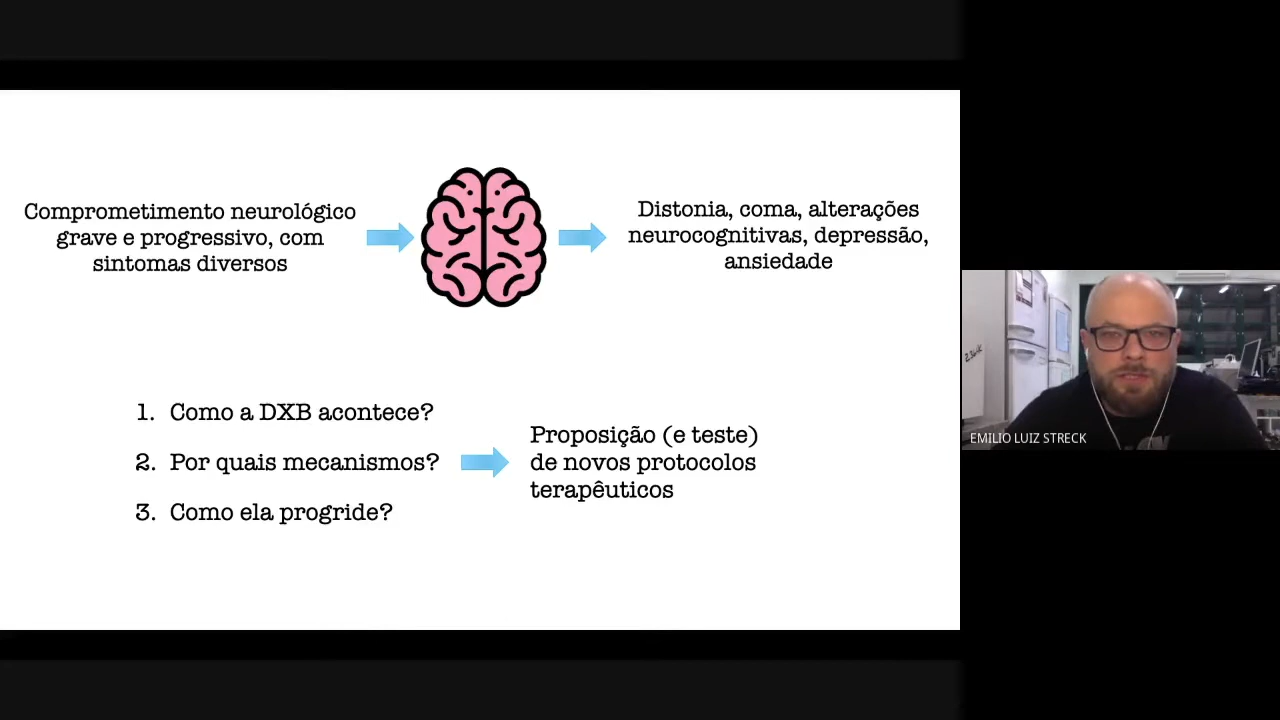 Comprometimento neurológico
grave e progressivo, com
sintomas diversos
Distonia, coma, alterações
neurocognitivas, depressão,
ansiedade
1. Como a DXB acontece?
2. Por quais mecanismos?
3. Como ela progride?
Proposição (e teste)
de novos protocolos
terapêuticos
EMILIO LUIZ STRECK